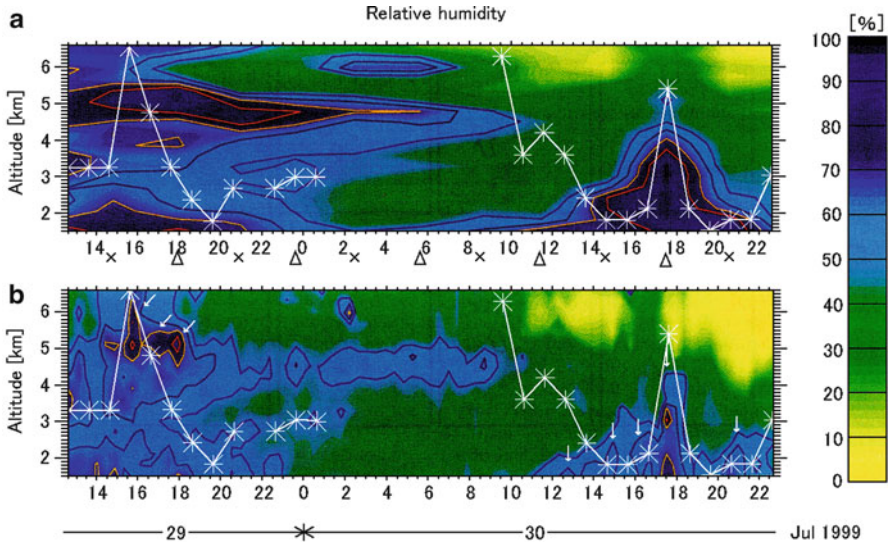 Relative humidity
a
[%]
Altitude [km]
6
5
4
3
2
14 16 18 20 22 0 2 4 6 8 10 12 14 16 18 20 22
× Δ × Δ × Δ × Δ × Δ ×
b
Altitude [km]
6
5
4
3
2
14 16 18 20 22 0 2 4 6 8 10 12 14 16 18 20 22
29 30 Jul 1999
100
90
80
70
60
50
40
30
20
10
0